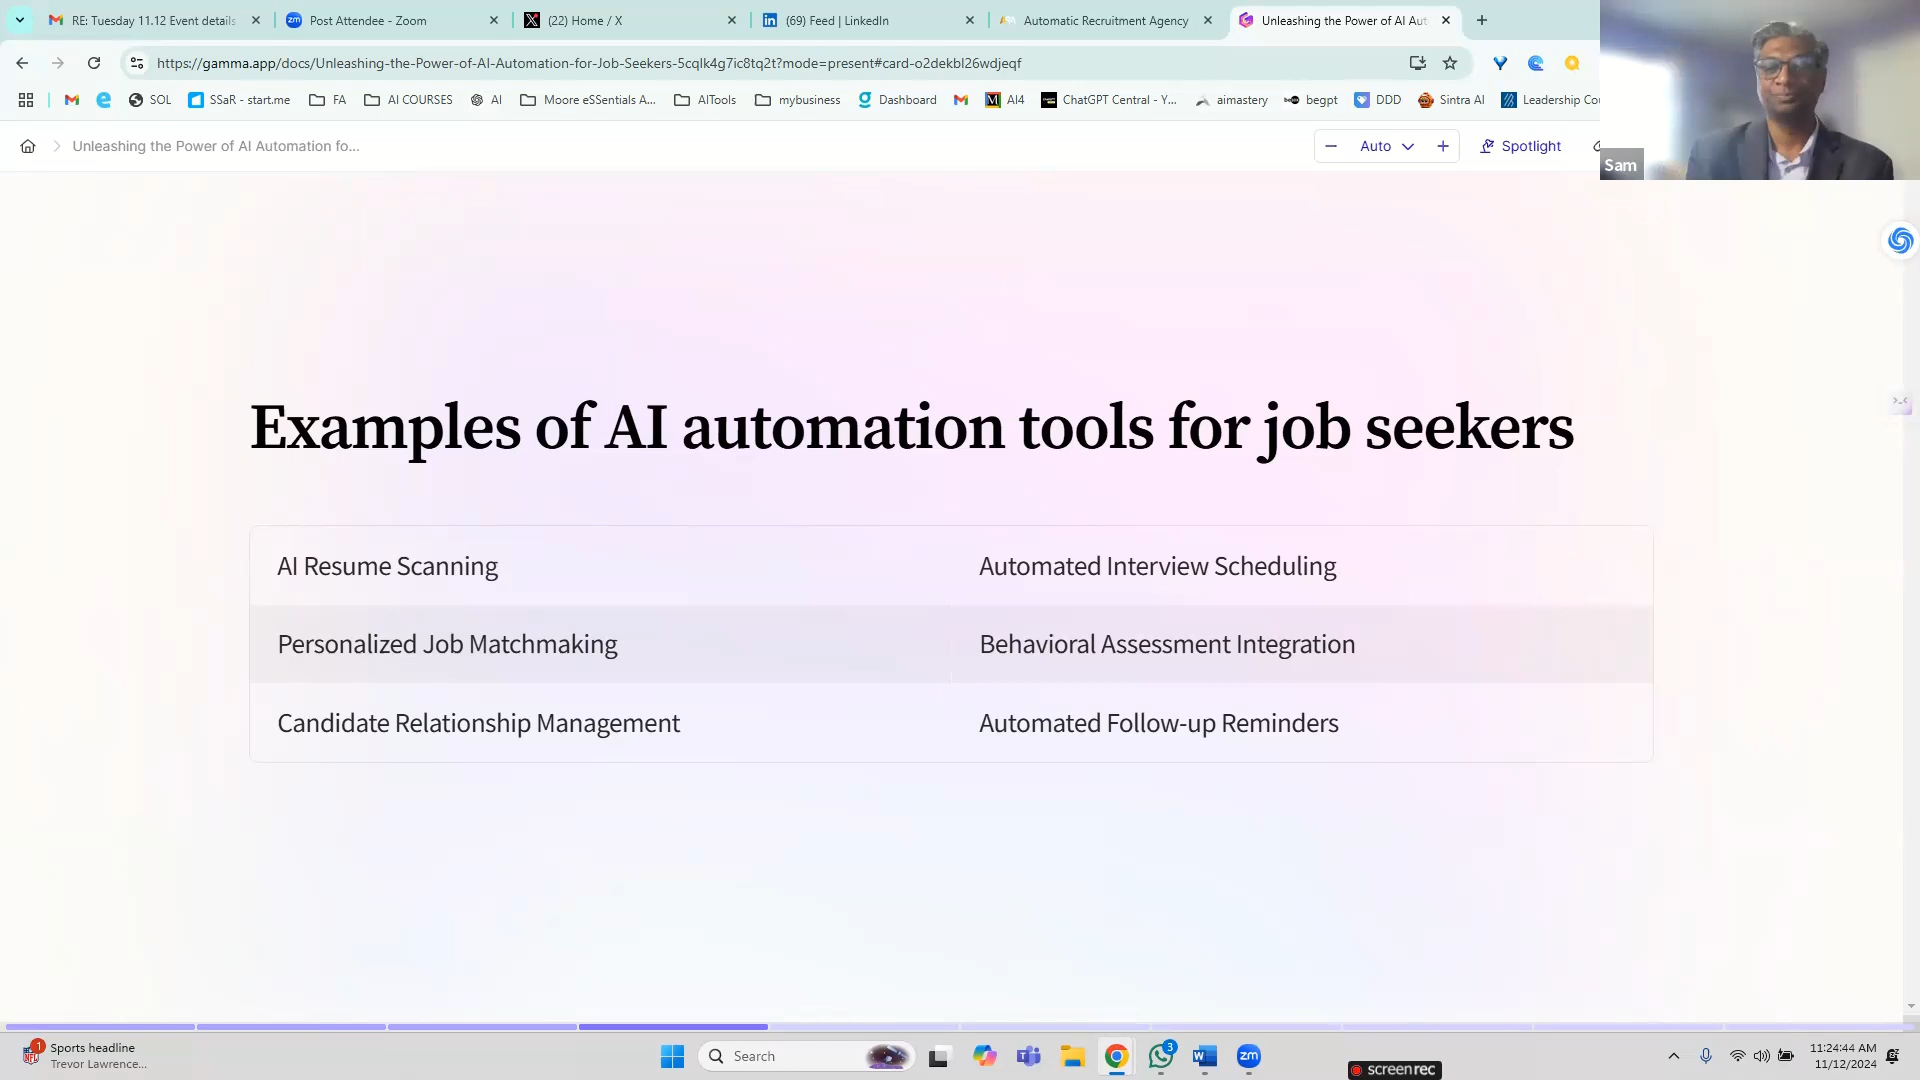 RE: Tuesday 11.12 Event details
Post Attendee - Zoom
(22) Home / X
(69) Feed | LinkedIn
Automatic Recruitment Agency
Unleashing the Power of AI Aut
https://gamma.app/docs/Unleashing-the-Power-of-AI-Automation-for-Job-Seekers-5cqlk4g7ic8tq2t?mode=present#card-o2dekbl26wdjeqf
SOL
SSaR - start.me
FA
AI COURSES
AI
Moore eSSentials A...
AITools
mybusiness
Dashboard
AI4
ChatGPT Central - Y...
aimastery
begpt
DDD
Sintra AI
Leadership Cou
Unleashing the Power of AI Automation fo...
Auto
Spotlight
Sam
Examples of AI automation tools for job seekers
AI Resume Scanning
Automated Interview Scheduling
Personalized Job Matchmaking
Behavioral Assessment Integration
Candidate Relationship Management
Automated Follow-up Reminders
1
Sports headline
Trevor Lawrence...
Search
3
zm
screenrec
11:24:44 AM
11/12/2024